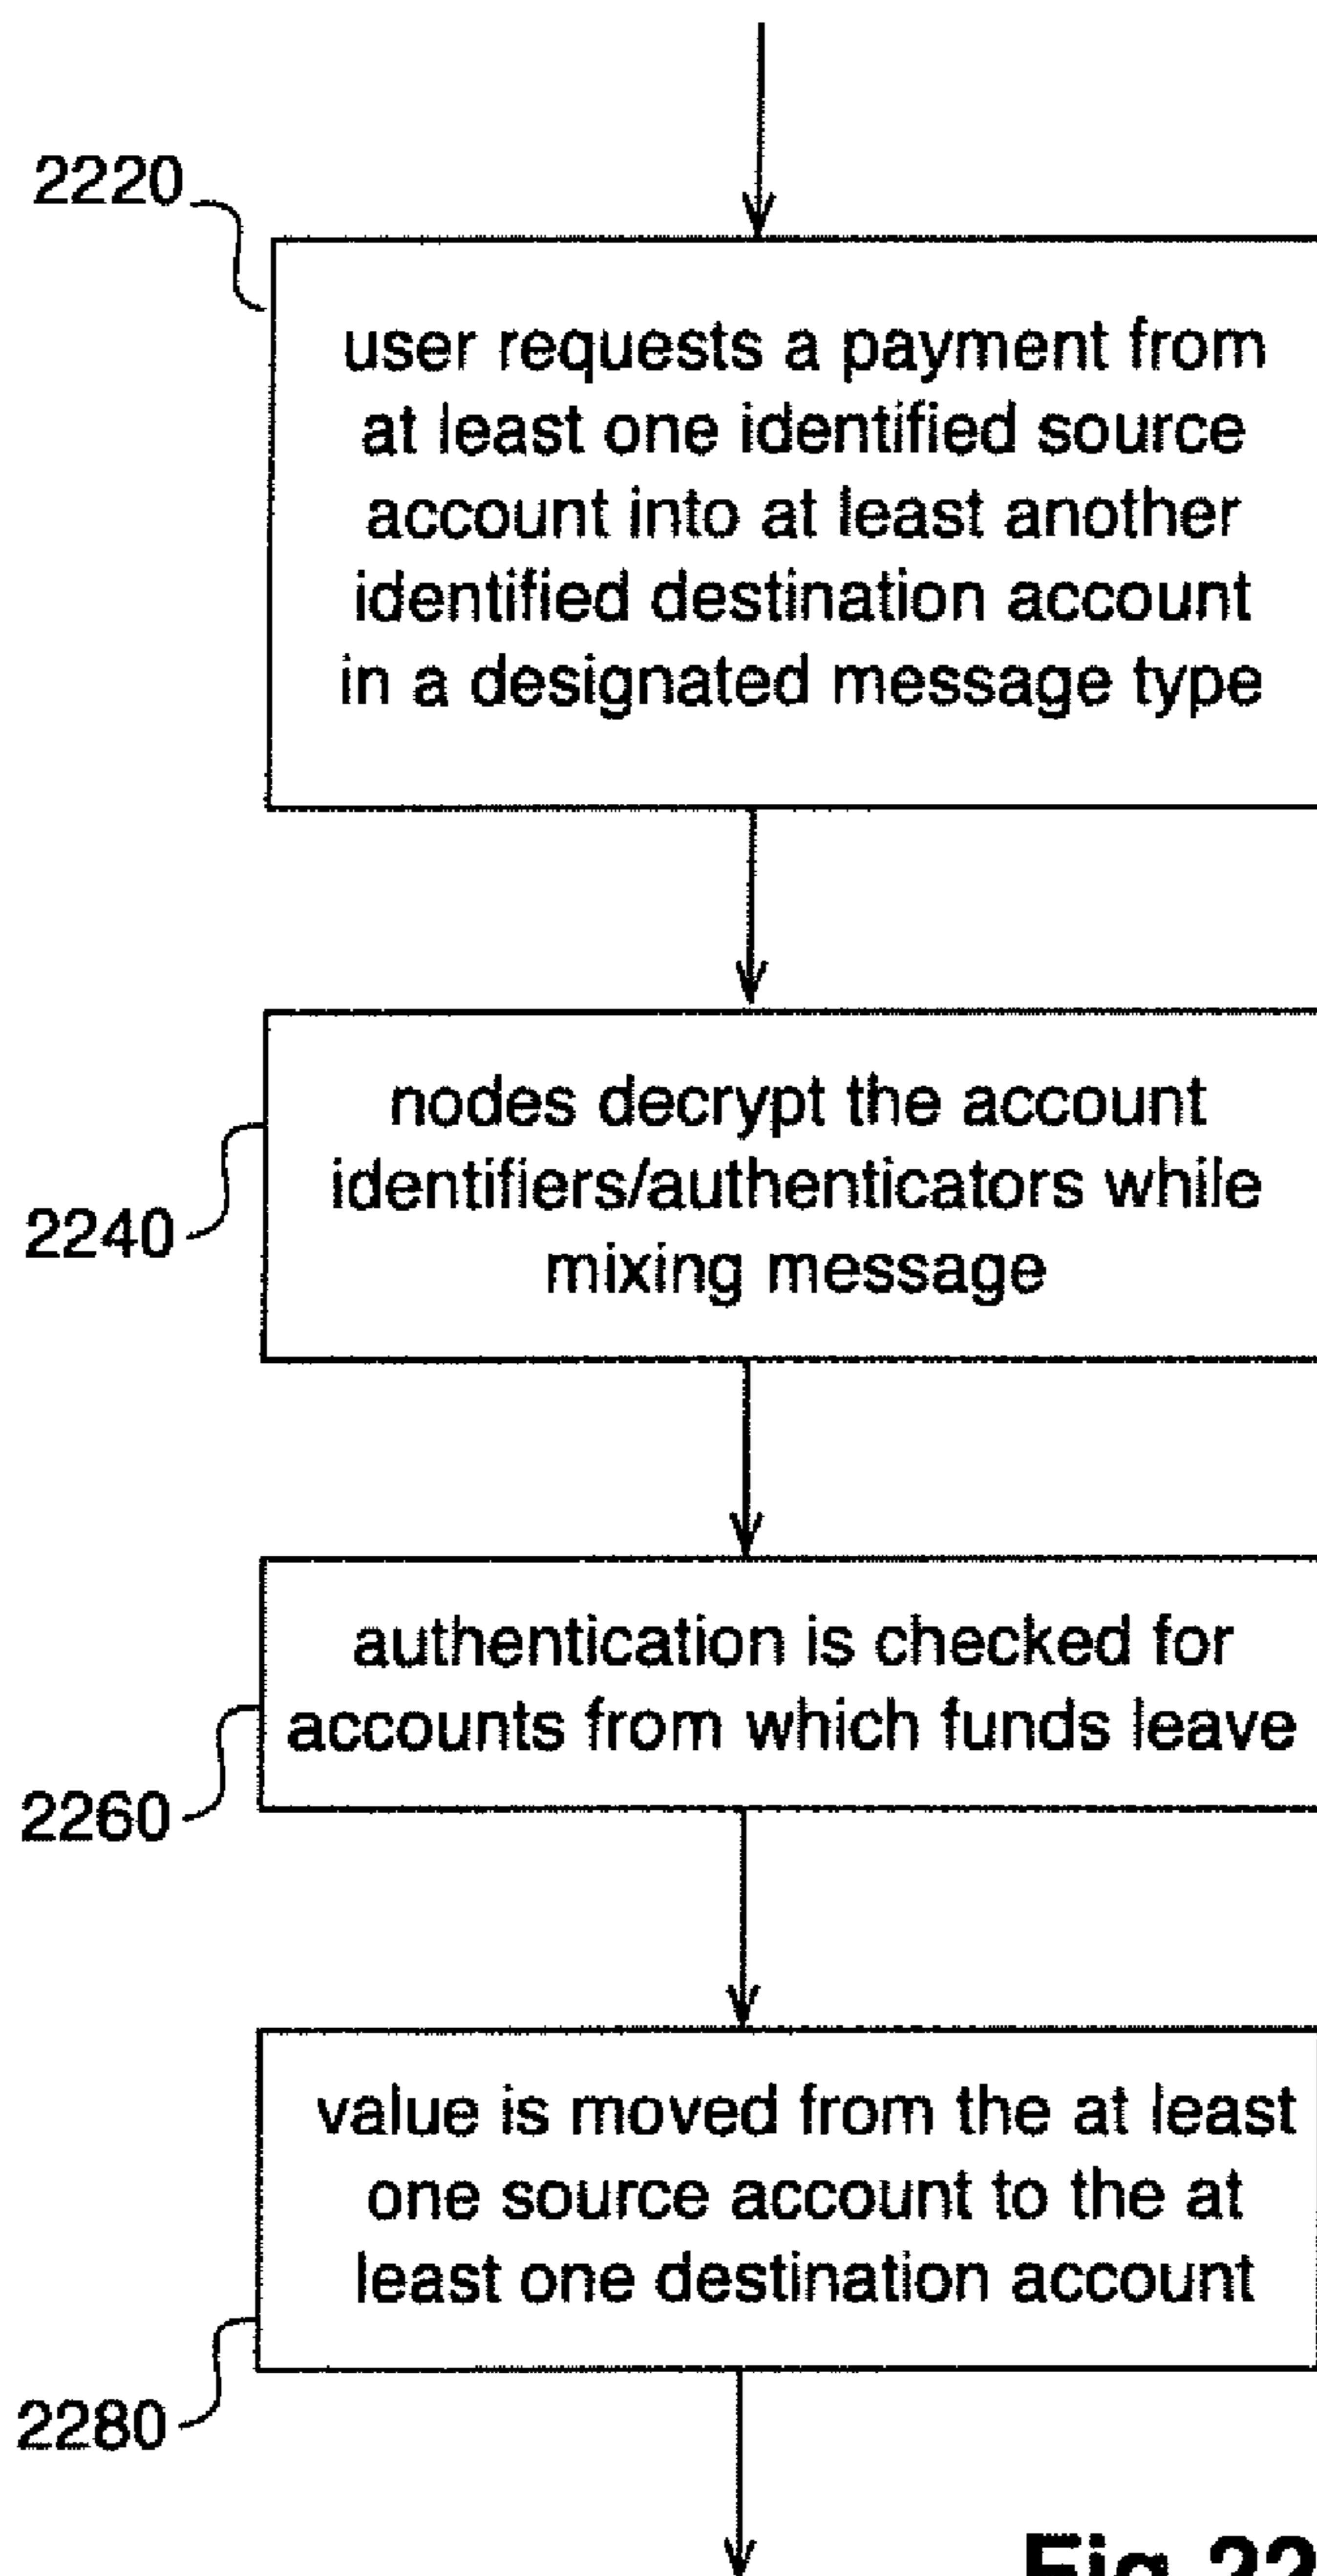 2220
user requests a payment from
at least one identified source
account into at least another
identified destination account
in a designated message type
nodes decrypt the account
identifiers/authenticators while
mixing message
2240
authentication is checked for
accounts from which funds leave
2260
value is moved from the at least
one source account to the at
least one destination account
2280
Fig 22